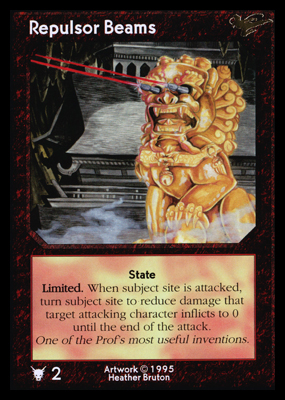 Repulsor Beams
State
Limited. When subject site is attacked,
turn subject site to reduce damage that
target attacking character inflicts to 0
until the end of the attack.
One of the Prof's most useful inventions.
2
Artwork © 1995
Heather Bruton